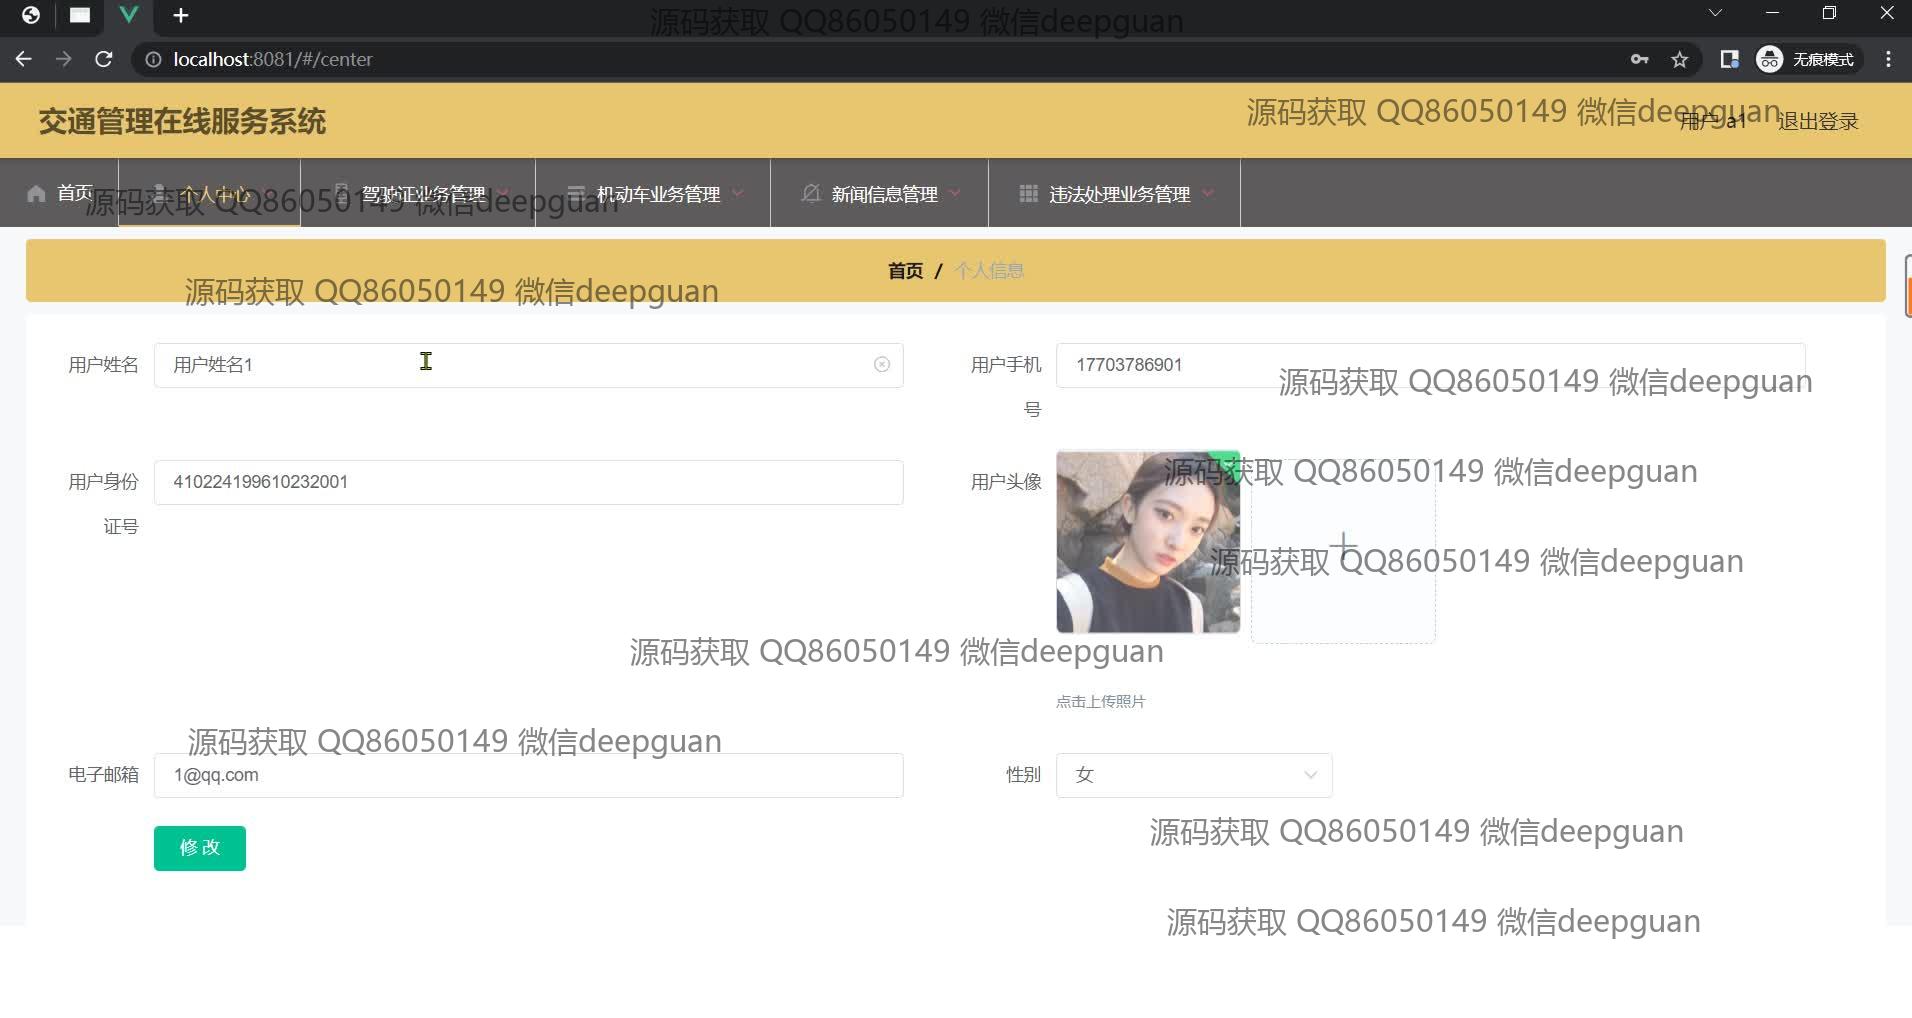 源码获取 QQ86050149 微信deepguan
localhost:8081/#/center
无痕模式
交通管理在线服务系统
源码获取 QQ86050149 微信deepguan
用户 a1
退出登录
首页
个人中心
驾驶证业务管理
机动车业务管理
新闻信息管理
违法处理业务管理
源码获取 QQ86050149 微信deepguan
首页 / 个人信息
源码获取 QQ86050149 微信deepguan
用户姓名
用户姓名1
用户手机号
17703786901
源码获取 QQ86050149 微信deepguan
用户身份证号
410224199610232001
用户头像
源码获取 QQ86050149 微信deepguan
源码获取 QQ86050149 微信deepguan
源码获取 QQ86050149 微信deepguan
点击上传照片
源码获取 QQ86050149 微信deepguan
电子邮箱
1@qq.com
性别
女
源码获取 QQ86050149 微信deepguan
修改
源码获取 QQ86050149 微信deepguan